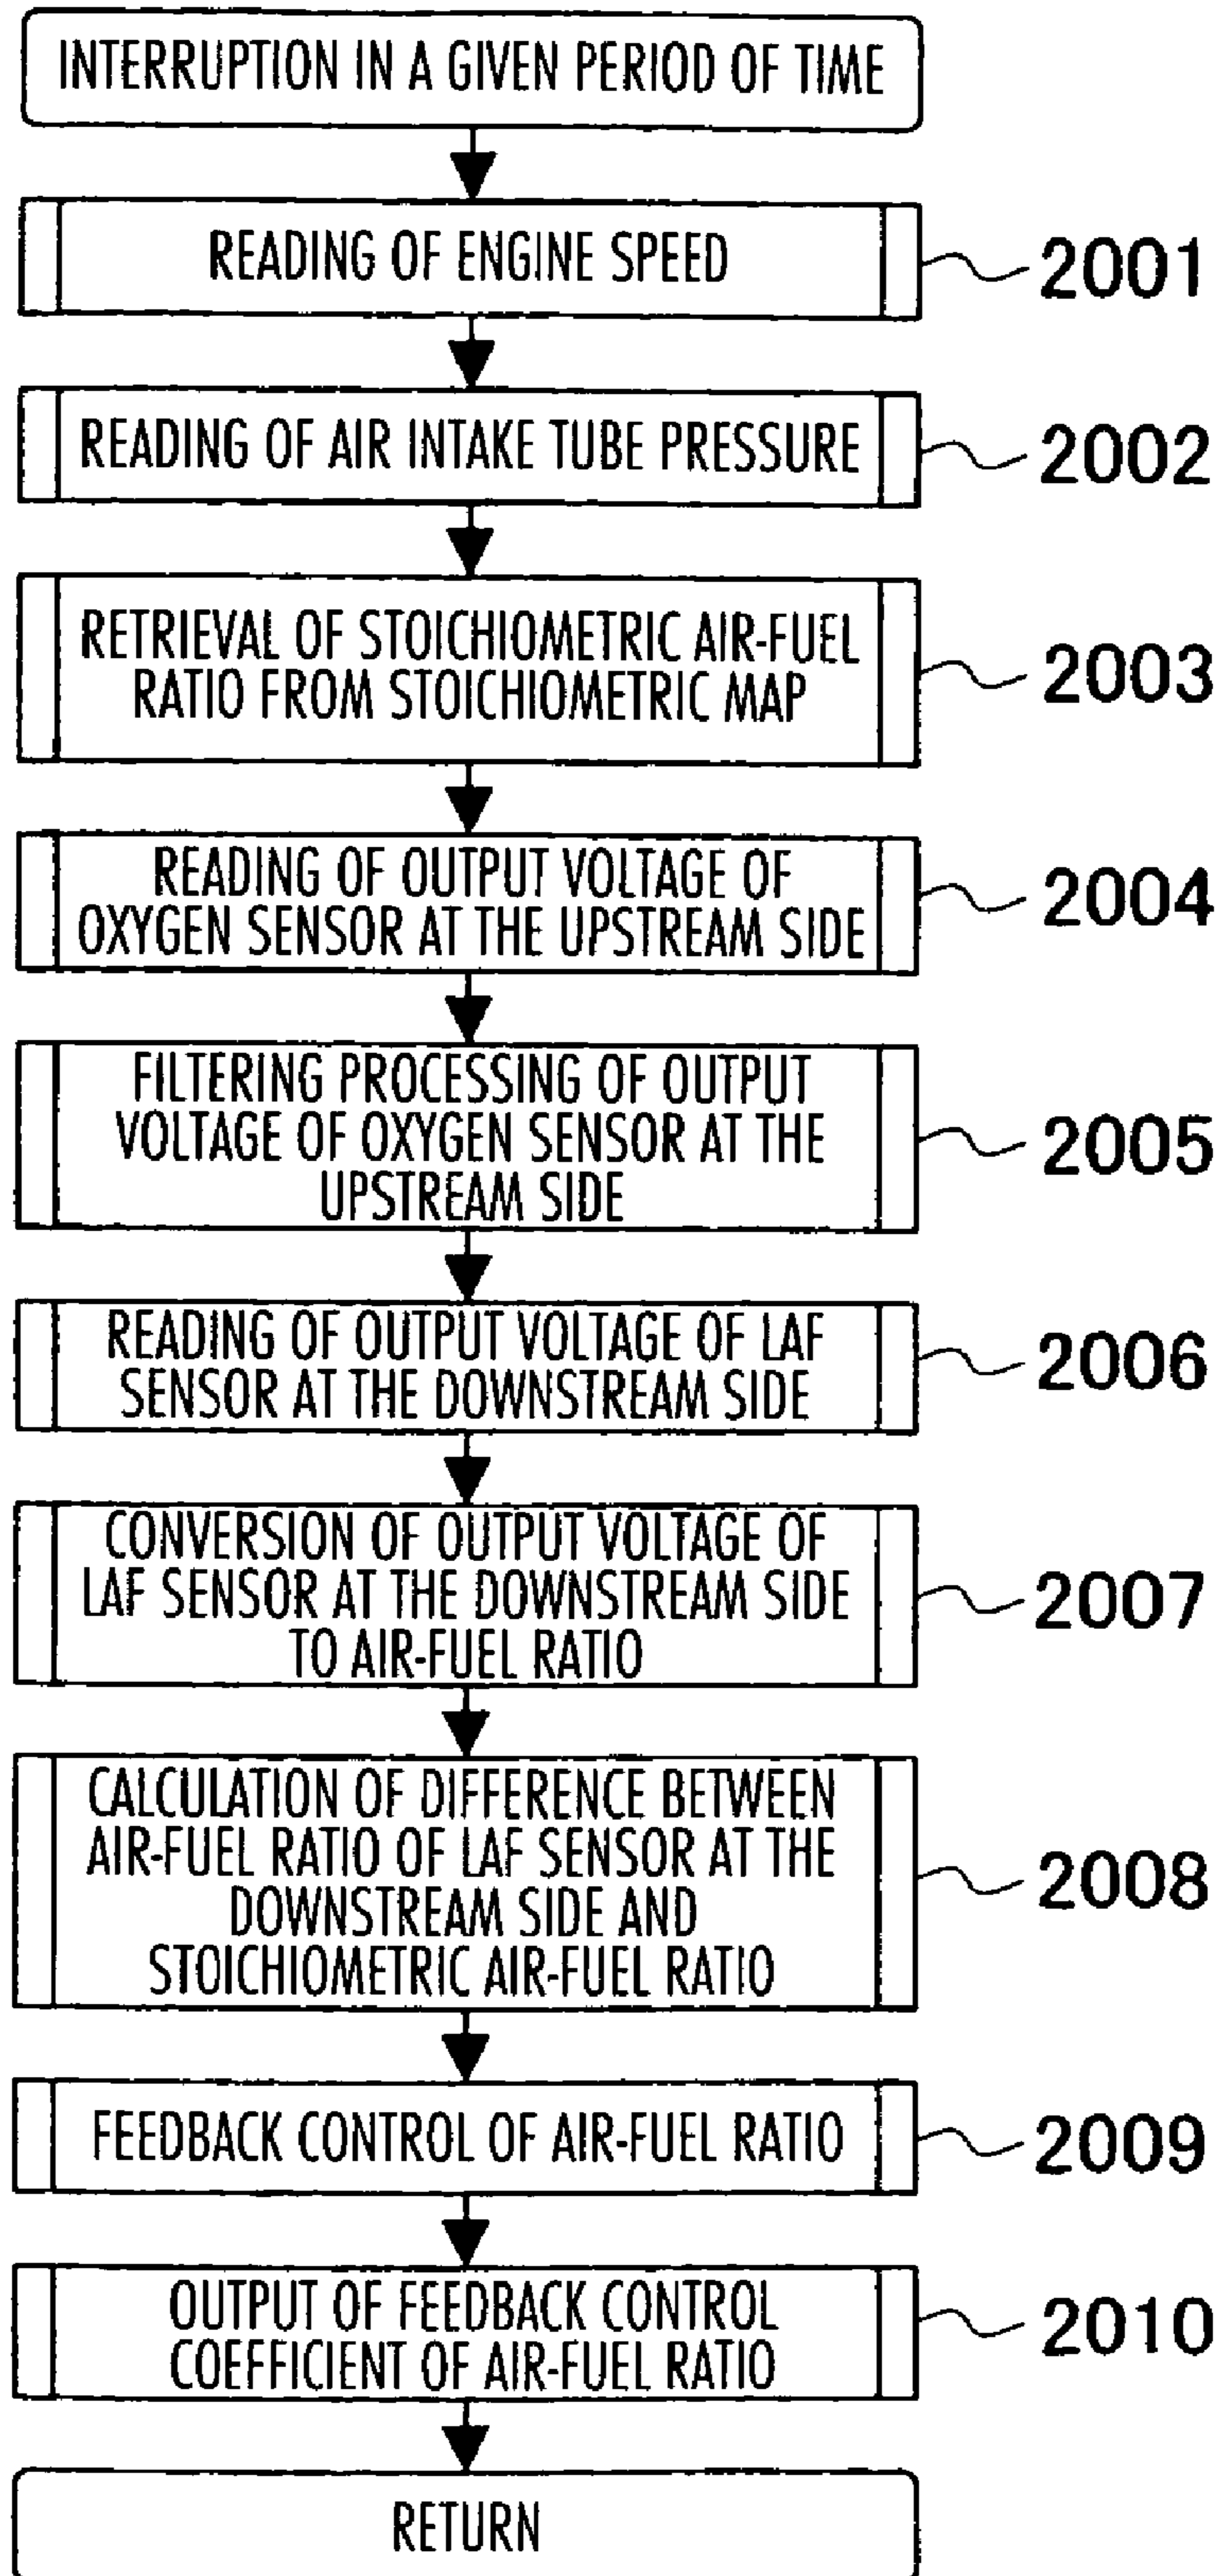 INTERRUPTION IN A GIVEN PERIOD OF TIME
READING OF ENGINE SPEED
2001
READING OF AIR INTAKE TUBE PRESSURE
2002
RETRIEVAL OF STOICHIOMETRIC AIR-FUEL
RATIO FROM STOICHIOMETRIC MAP
2003
READING OF OUTPUT VOLTAGE OF
OXYGEN SENSOR AT THE UPSTREAM SIDE
2004
FILTERING PROCESSING OF OUTPUT
VOLTAGE OF OXYGEN SENSOR AT THE
UPSTREAM SIDE
2005
READING OF OUTPUT VOLTAGE OF LAF
SENSOR AT THE DOWNSTREAM SIDE
2006
CONVERSION OF OUTPUT VOLTAGE OF
LAF SENSOR AT THE DOWNSTREAM SIDE
TO AIR-FUEL RATIO
2007
CALCULATION OF DIFFERENCE BETWEEN
AIR-FUEL RATIO OF LAF SENSOR AT THE
DOWNSTREAM SIDE AND
STOICHIOMETRIC AIR-FUEL RATIO
2008
FEEDBACK CONTROL OF AIR-FUEL RATIO
2009
OUTPUT OF FEEDBACK CONTROL
COEFFICIENT OF AIR-FUEL RATIO
2010
RETURN